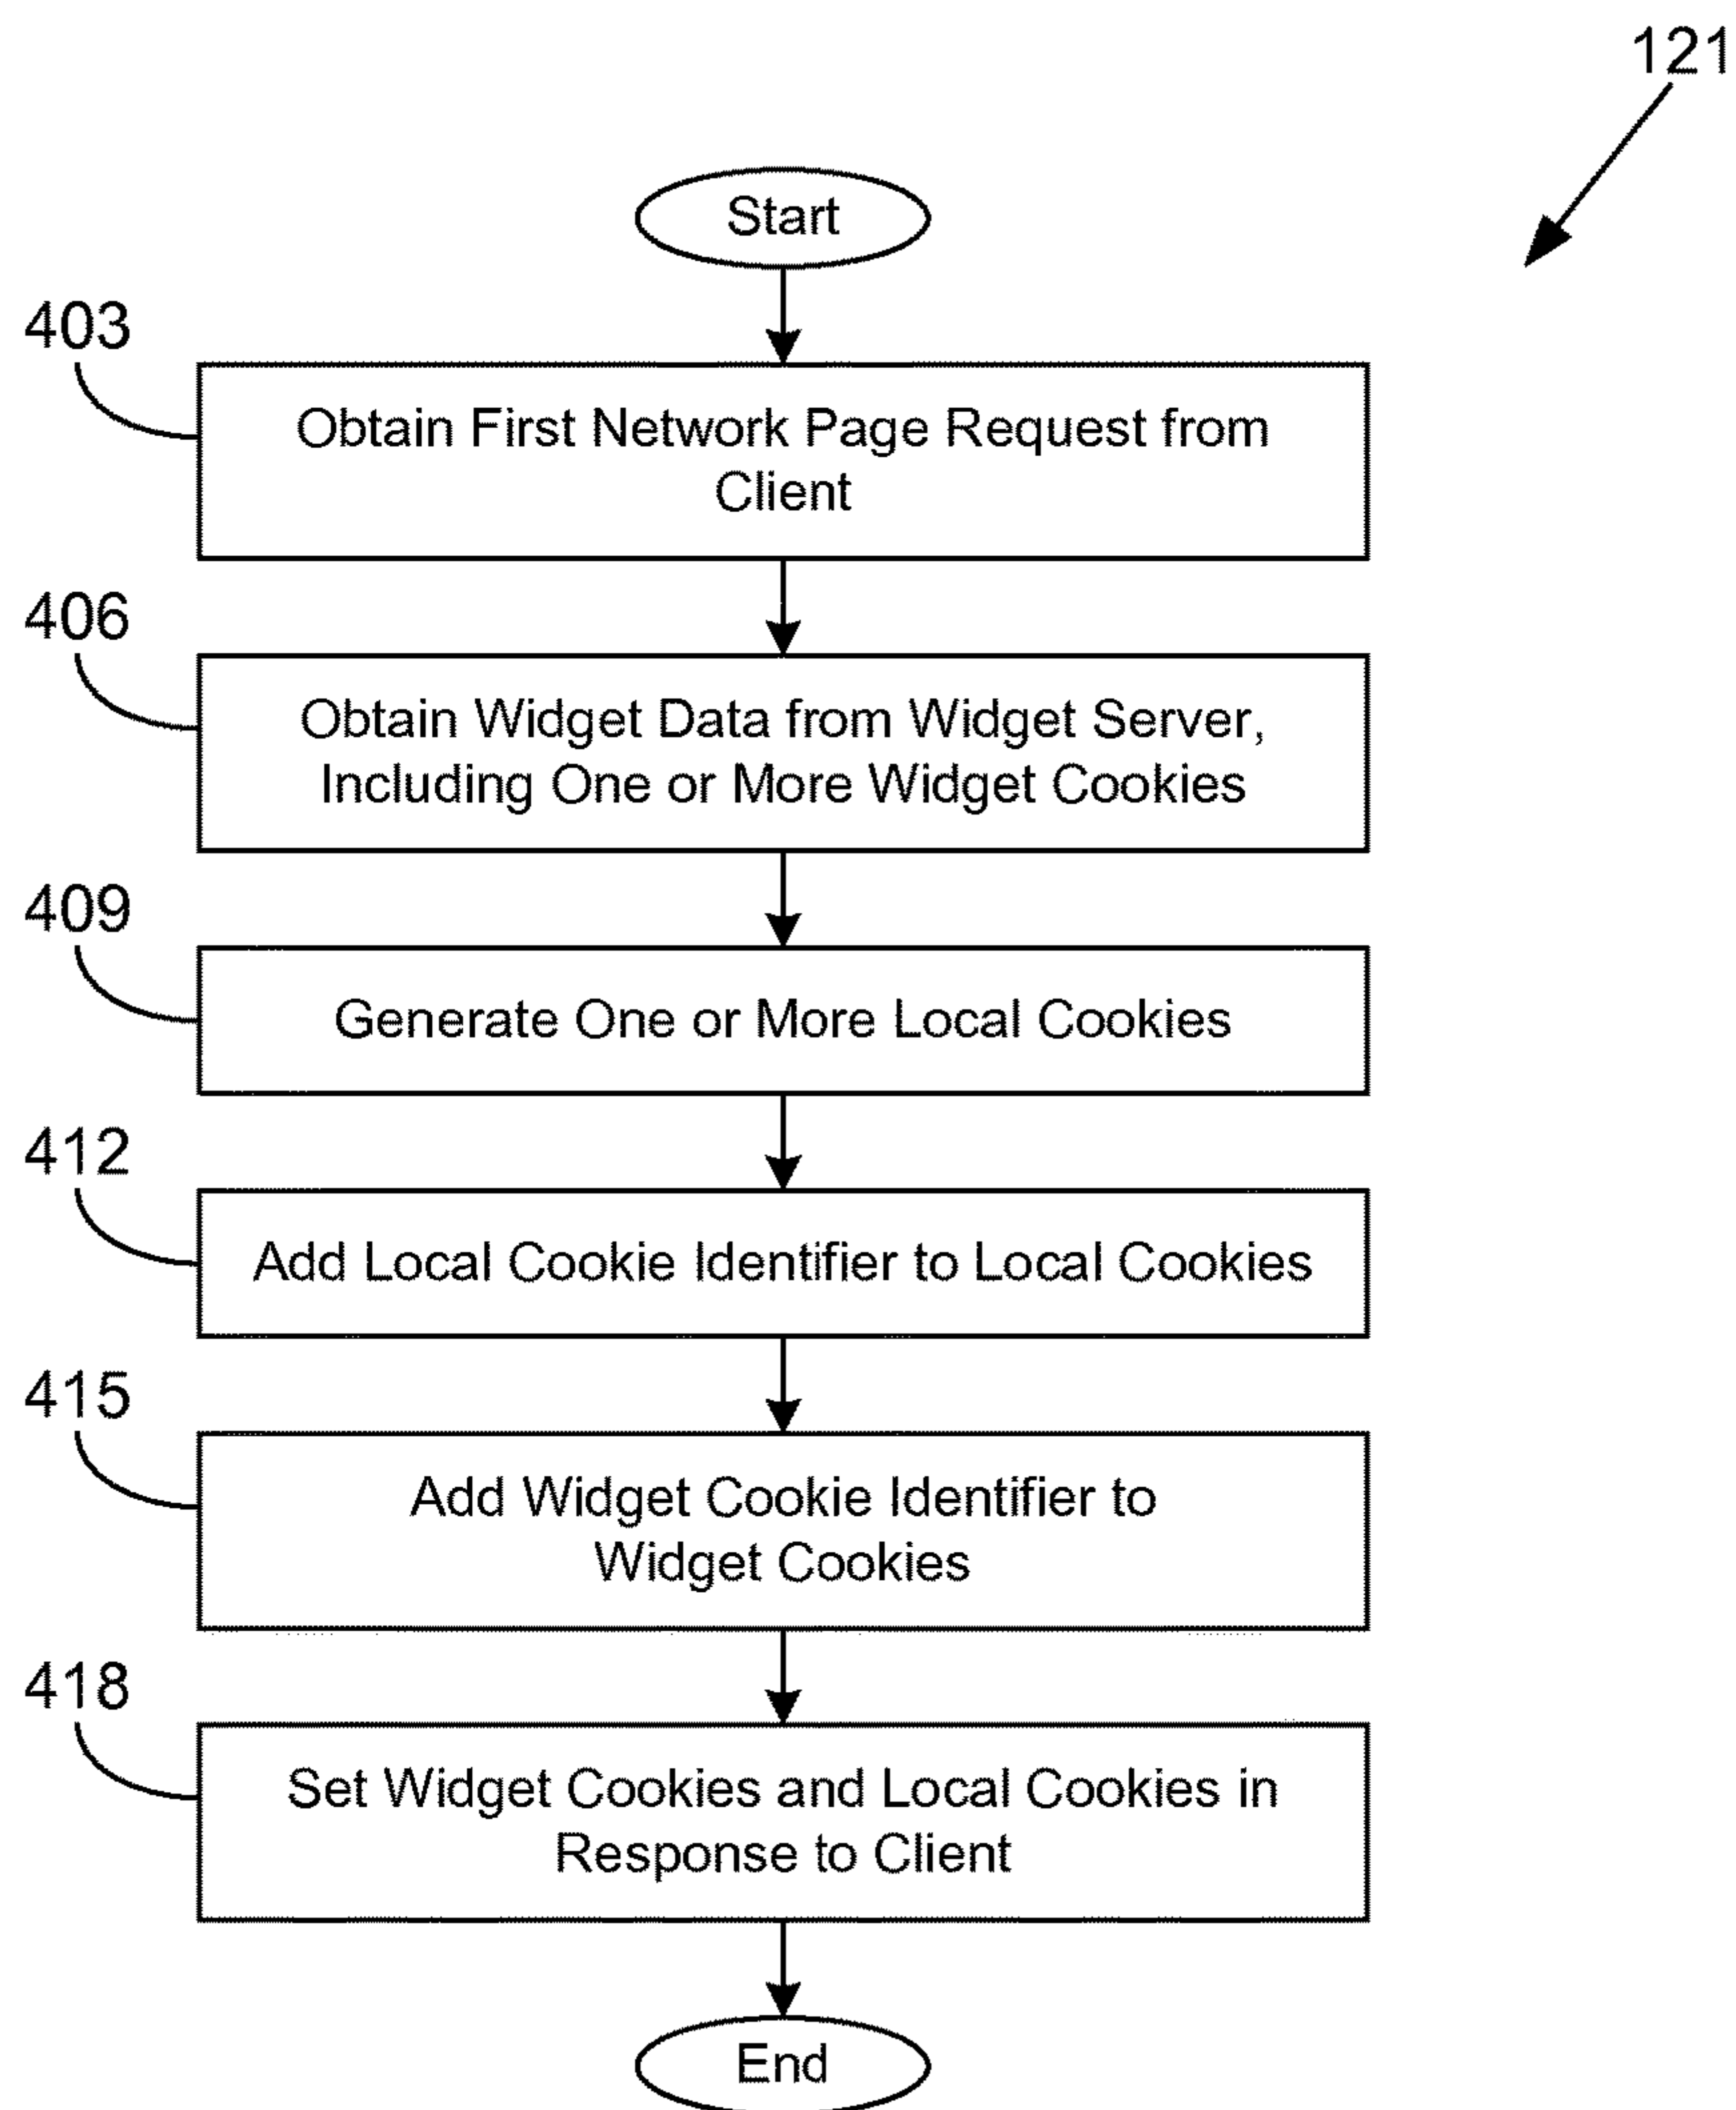 121
Start
403
Obtain First Network Page Request from
Client
406
Obtain Widget Data from Widget Server,
Including One or More Widget Cookies
409
Generate One or More Local Cookies
412
Add Local Cookie Identifier to Local Cookies
415
Add Widget Cookie Identifier to
Widget Cookies
418
Set Widget Cookies and Local Cookies in
Response to Client
End